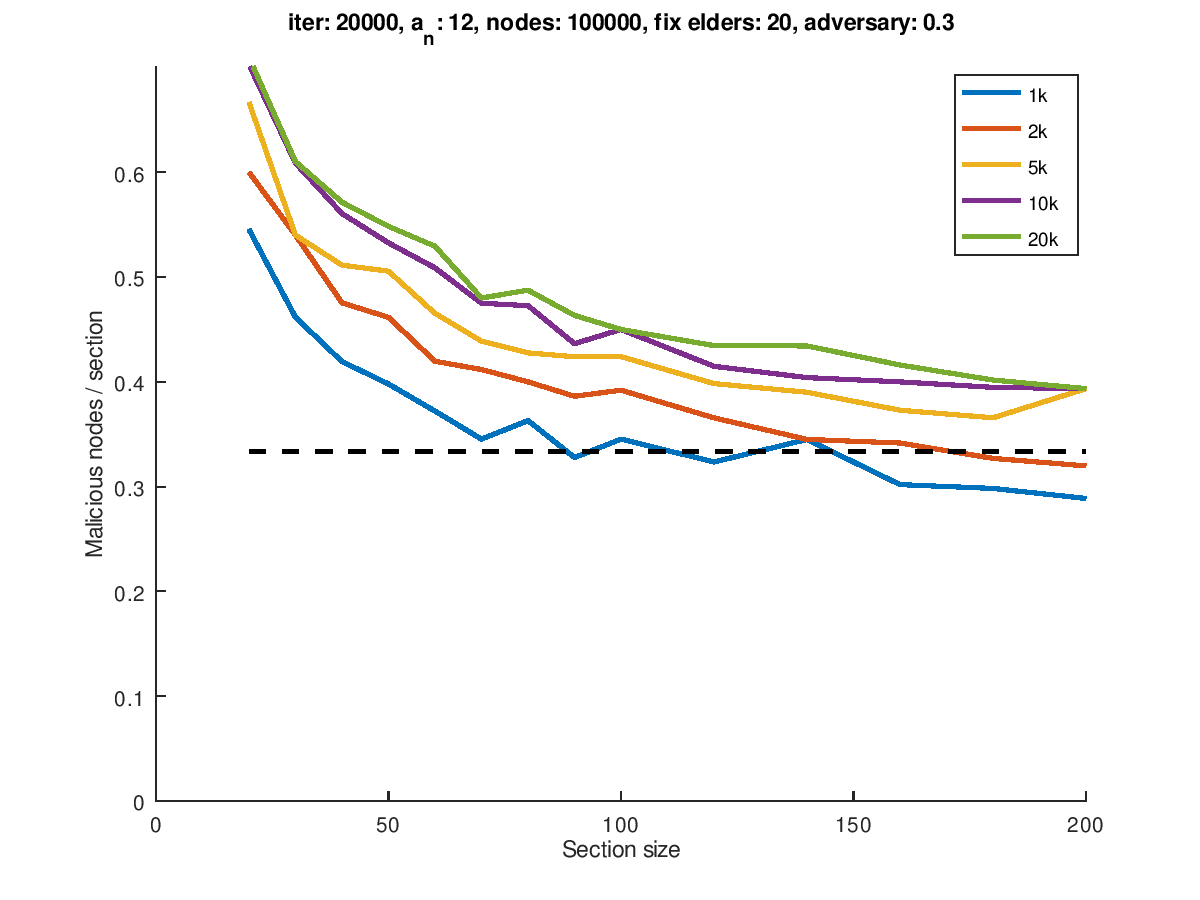 iter: 20000, a_n: 12, nodes: 100000, fix elders: 20, adversary: 0.3
1k
2k
5k
10k
20k
Malicious nodes / section
0.6
0.5
0.4
0.3
0.2
0.1
0
0 50 100 150 200
Section size